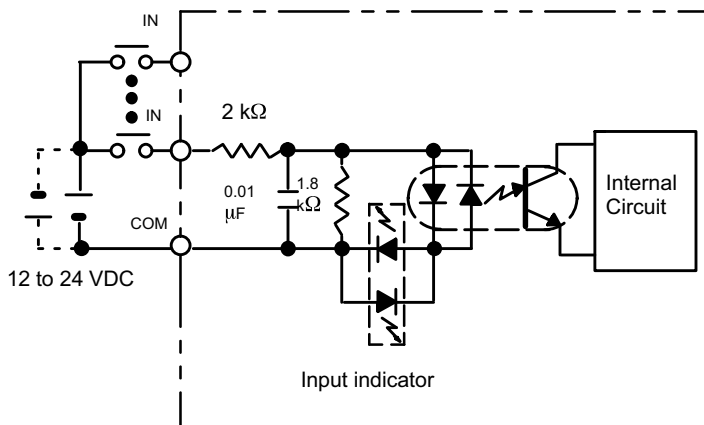 IN
IN
2 kΩ
0.01
μF
1.8
kΩ
Internal
Circuit
COM
12 to 24 VDC
Input indicator